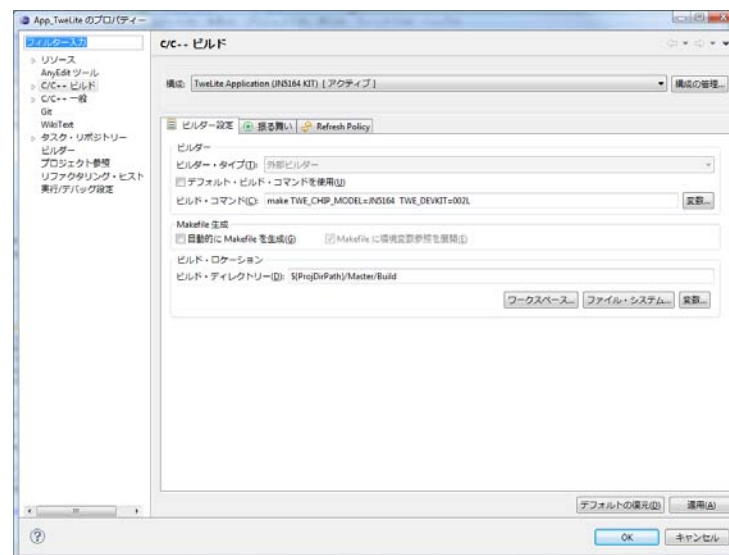 App_TweLite のプロパティー
フィルター入力
リソース
AnyEdit ツール
C/C++ ビルド
C/C++ 一般
Git
WikiText
タスク・リポジトリー
ビルダー
プロジェクト参照
リファクタリング・ヒスト
実行/デバッグ設定
C/C++ ビルド
構成: TweLite Application (JN5164 KIT) [ アクティブ ] 構成の管理...
ビルダー設定 振る舞い Refresh Policy
ビルダー
ビルダー・タイプ(T): 外部ビルダー
デフォルト・ビルド・コマンドを使用(U)
ビルド・コマンド(C): make TWE_CHIP_MODEL=JN5164 TWE_DEVKIT=002L 変数...
Makefile 生成
自動的に Makefile を生成(G) Makefile に環境変数参照を展開(E)
ビルド・ロケーション
ビルド・ディレクトリー(D): ${ProjDirPath}/Master/Build
ワークスペース... ファイル・システム... 変数...
デフォルトの復元(D) 適用(A)
OK キャンセル